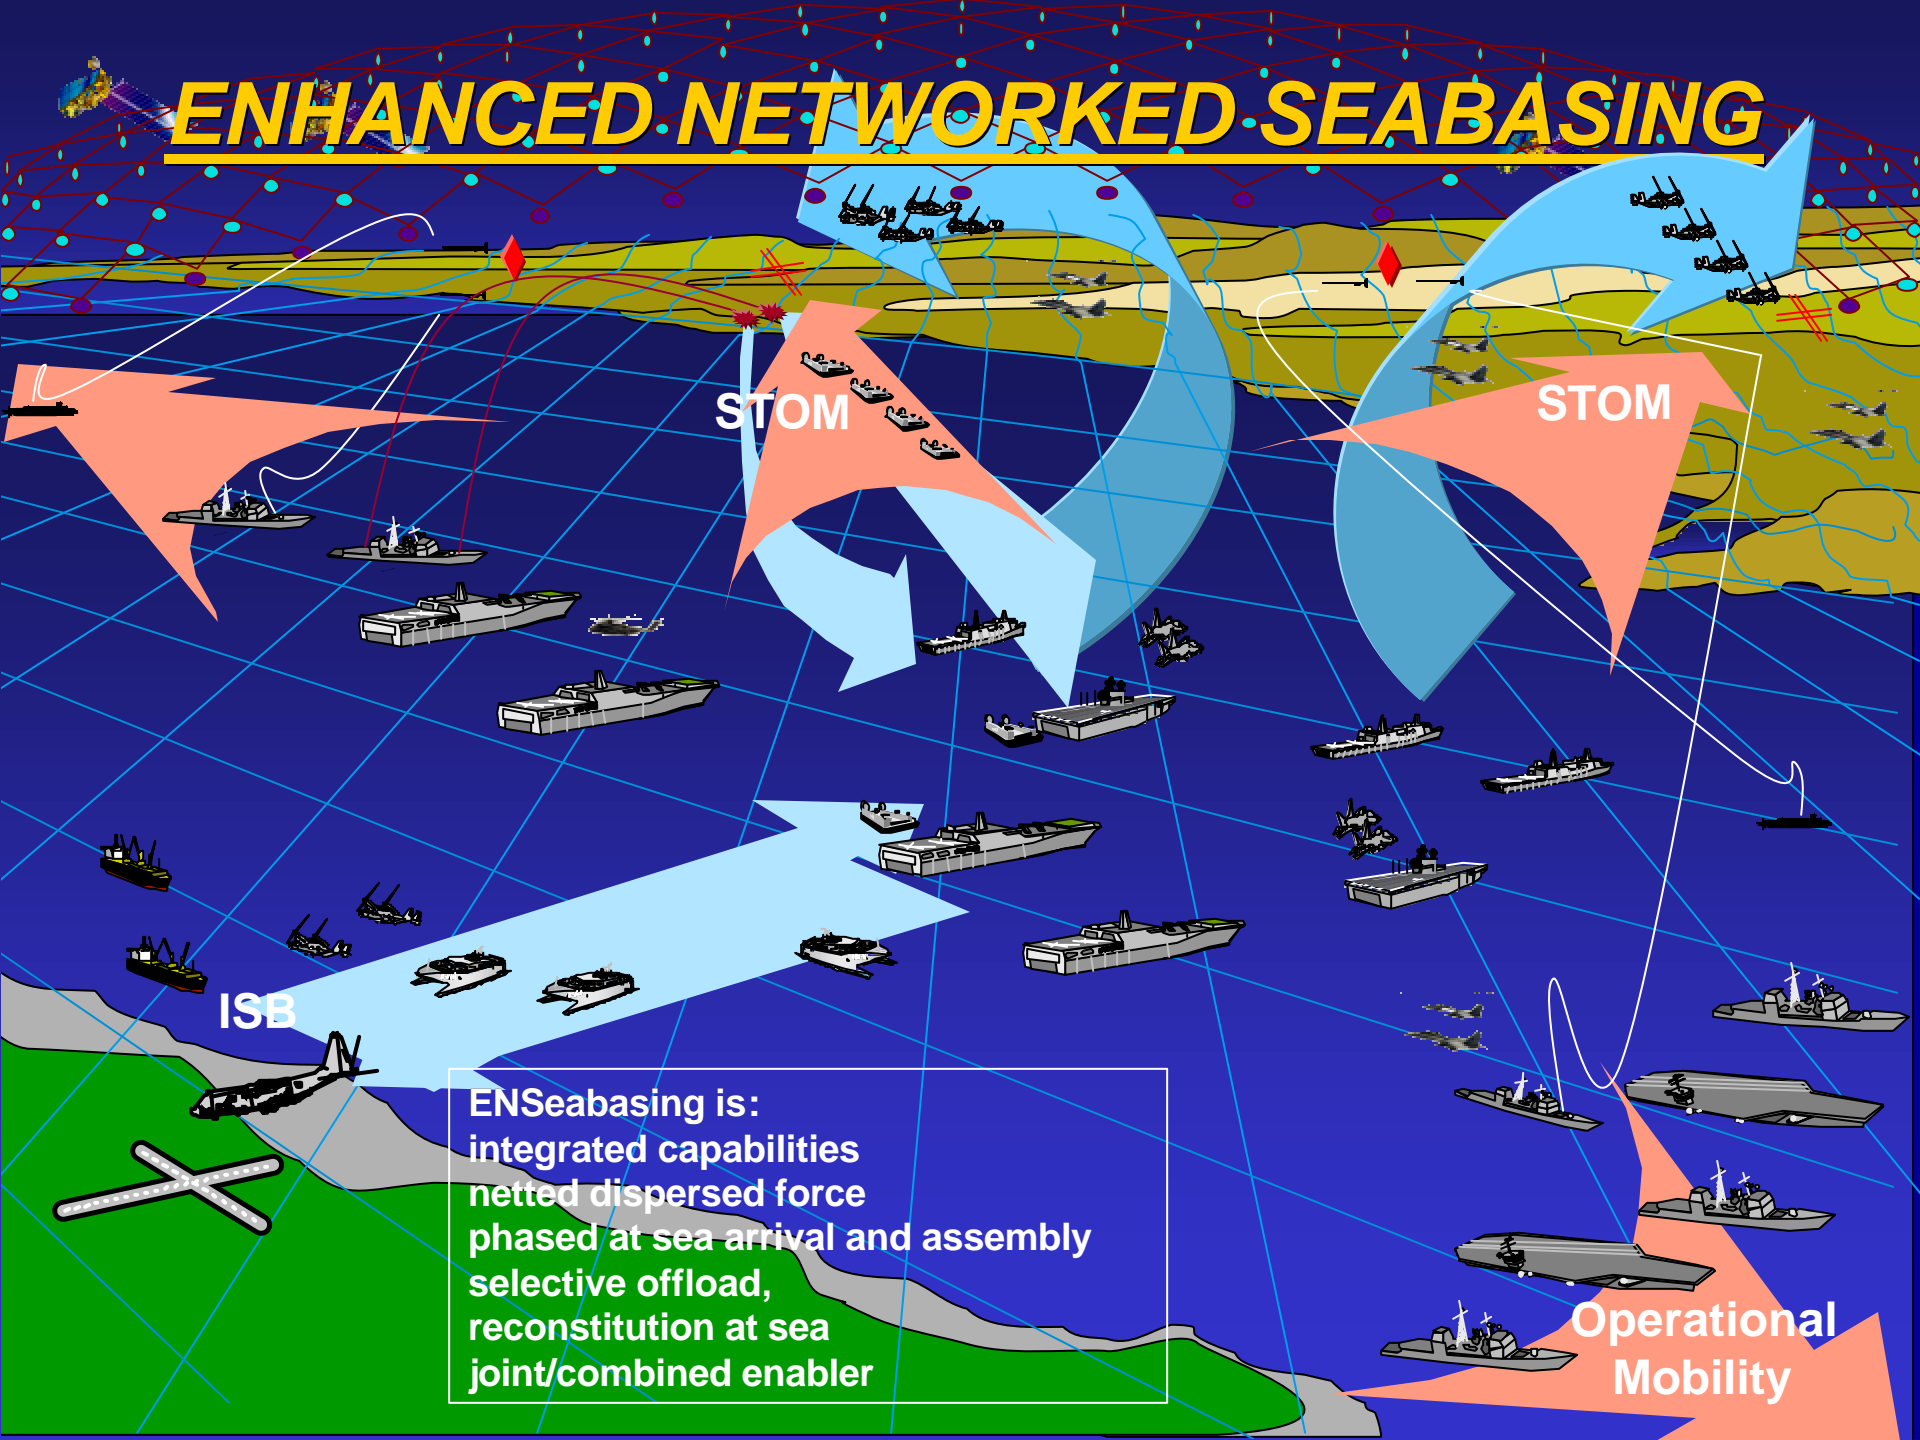 ENHANCED NETWORKED SEABASING
STOM
STOM
ISB
ENSeabasing is:
integrated capabilities
netted dispersed force
phased at sea arrival and assembly
selective offload,
reconstitution at sea
joint/combined enabler
Operational
Mobility